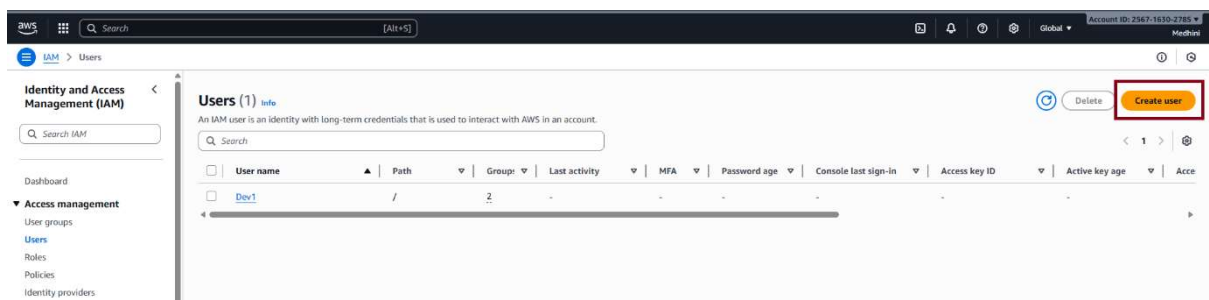 aws
Search [Alt+S] Global Account ID: 2567-1630-2785
Medhini
IAM > Users
Identity and Access
Management (IAM)
Search IAM
Dashboard
Access management
User groups
Users
Roles
Policies
Identity providers
Users (1) Info
Delete Create user
An IAM user is an identity with long-term credentials that is used to interact with AWS in an account.
Search
1
User name Path Group: Last activity MFA Password age Console last sign-in Access key ID Active key age Acce
Dev1 / 2 - - - - - -